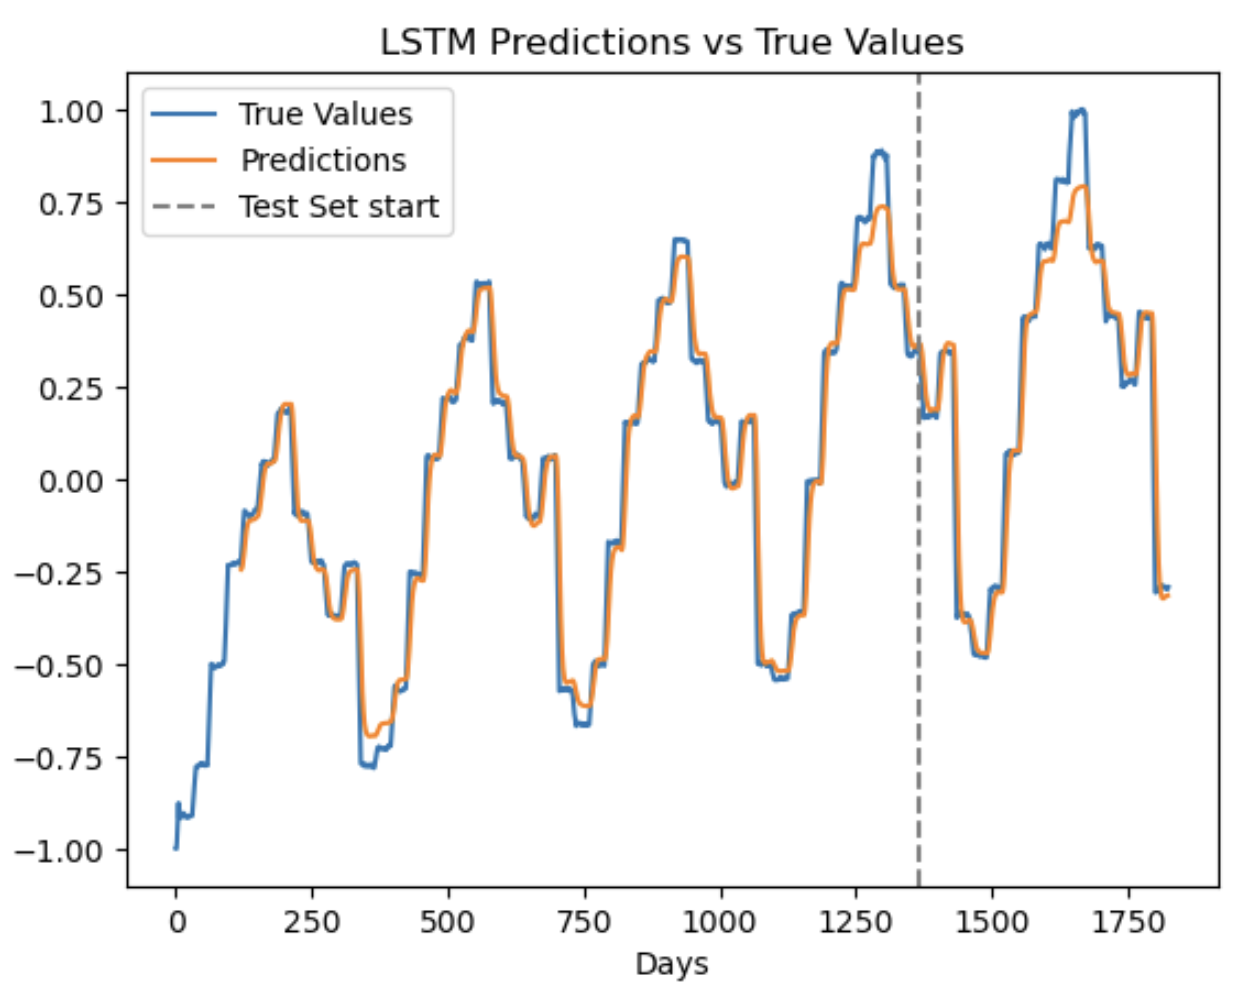 LSTM Predictions vs True Values
True Values
Predictions
Test Set start
1.00
0.75
0.50
0.25
0.00
−0.25
−0.50
−0.75
−1.00
0 250 500 750 1000 1250 1500 1750
Days